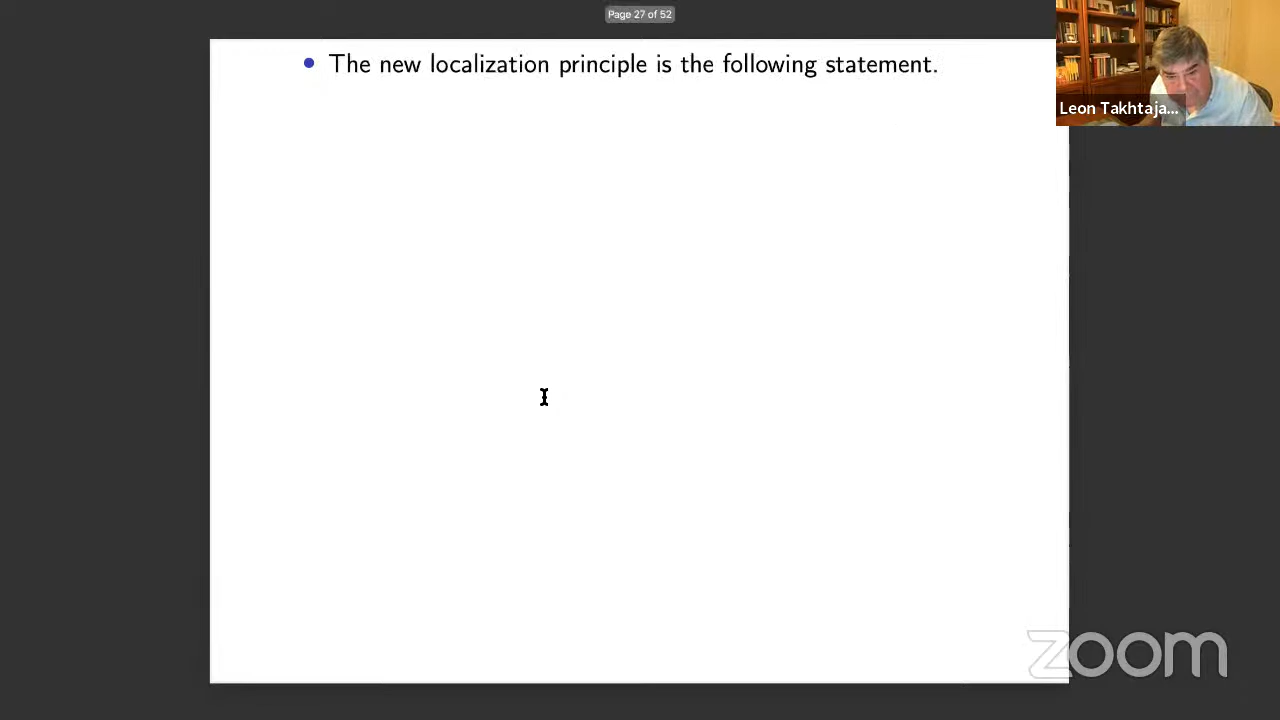 Page 27 of 52
• The new localization principle is the following statement.
Leon Takhtaja...
zoom